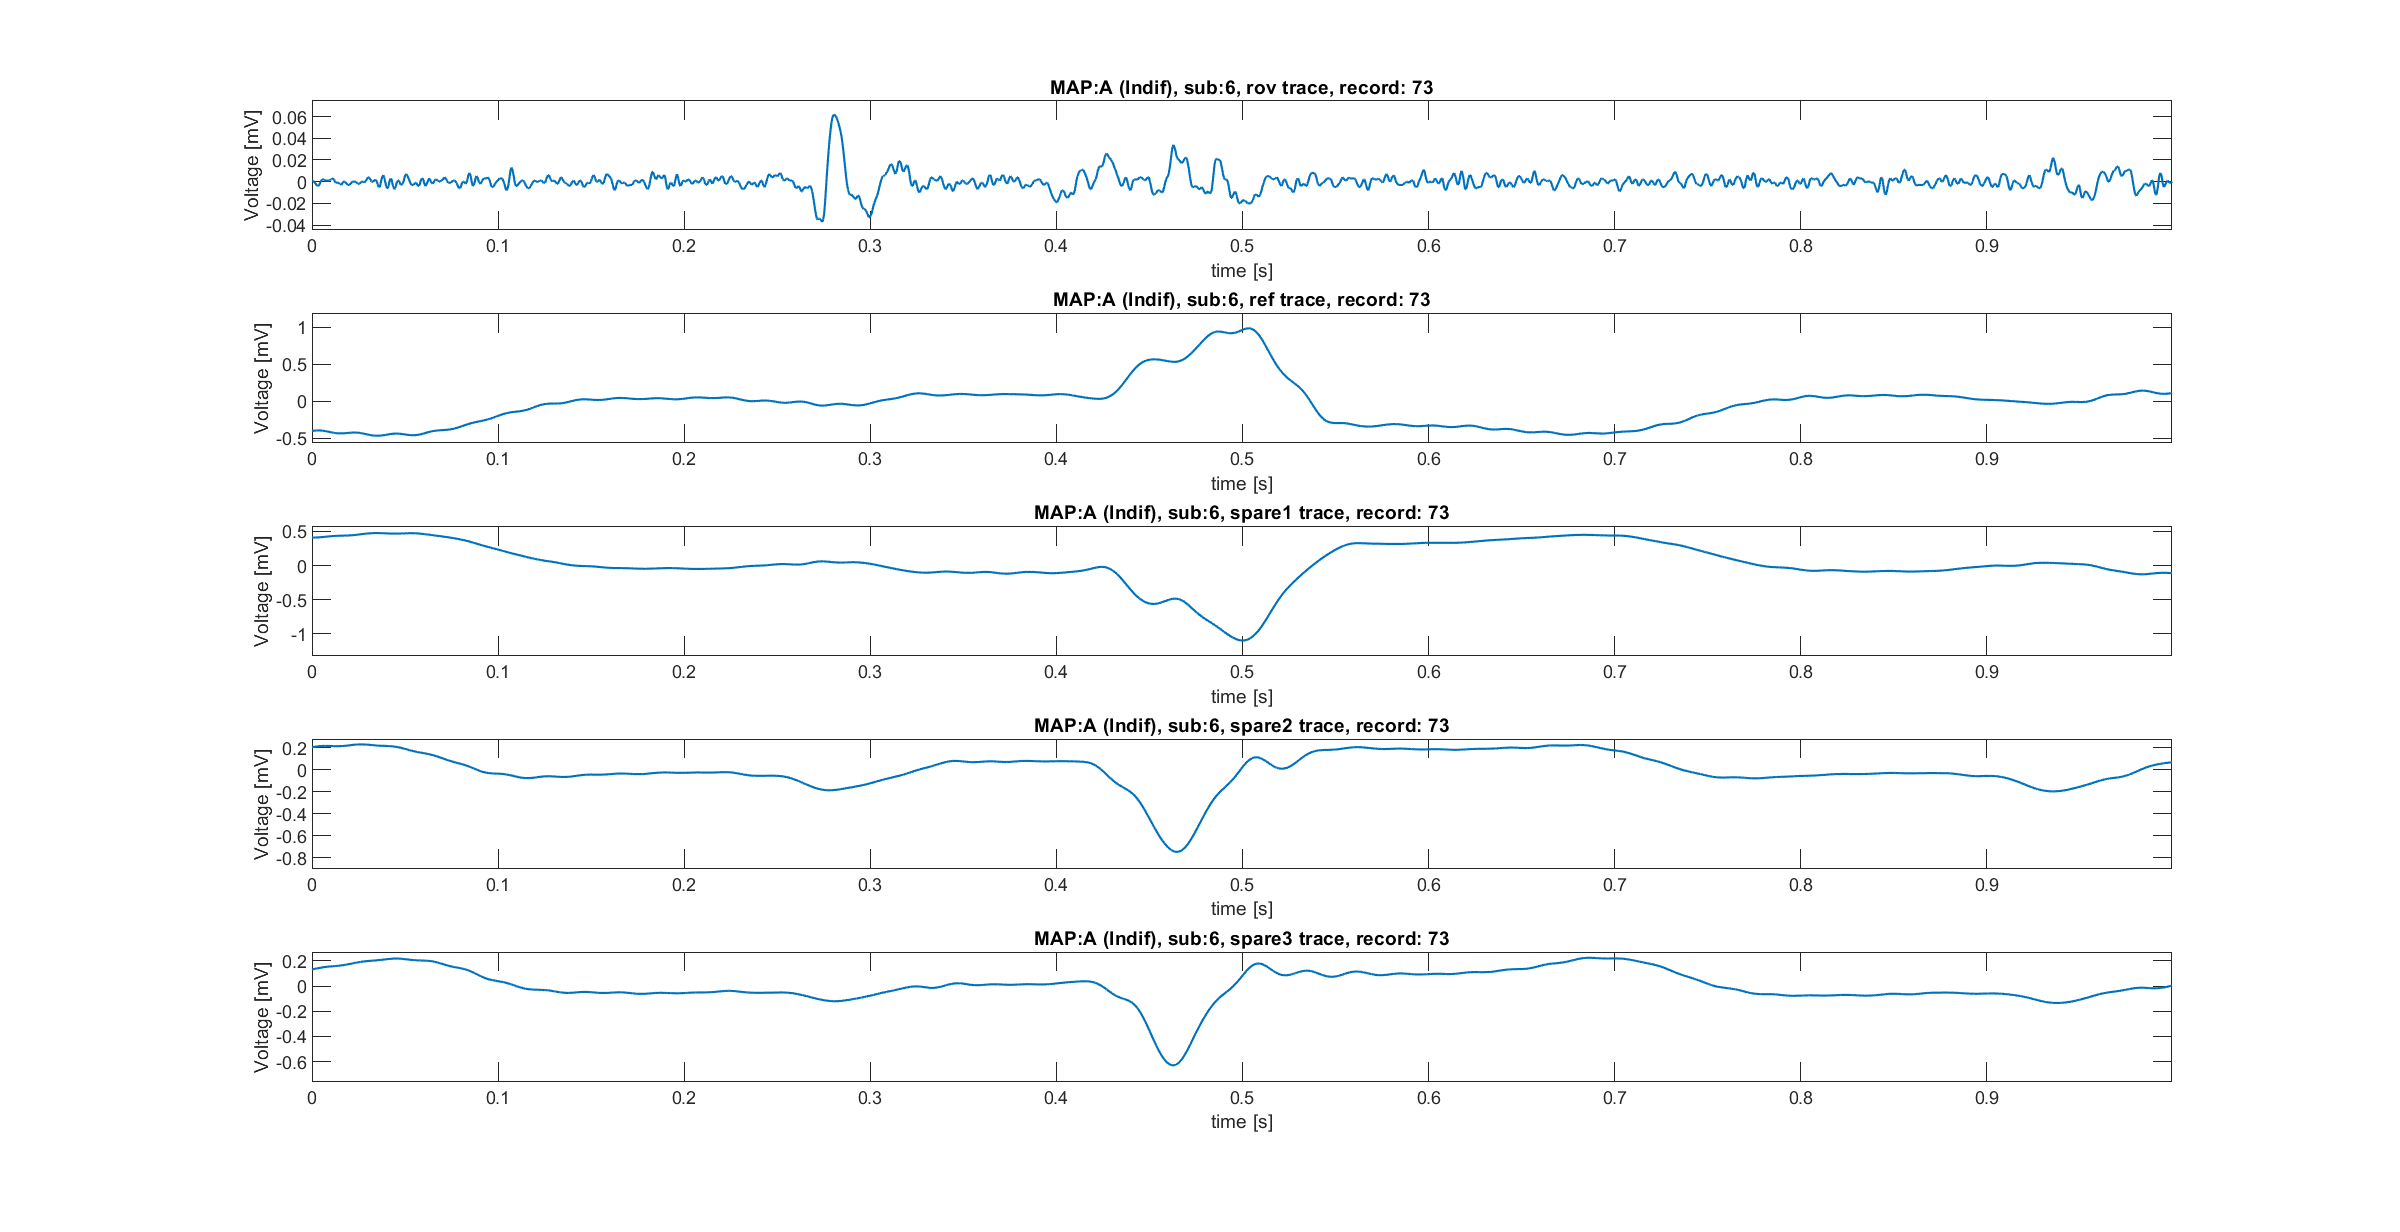 MAP:A (Indif), sub:6, rov trace, record: 73
Voltage [mV]
0.06
0.04
0.02
0
-0.02
-0.04
0 0.1 0.2 0.3 0.4 0.5 0.6 0.7 0.8 0.9
time [s]
MAP:A (Indif), sub:6, ref trace, record: 73
Voltage [mV]
1
0.5
0
-0.5
0 0.1 0.2 0.3 0.4 0.5 0.6 0.7 0.8 0.9
time [s]
MAP:A (Indif), sub:6, spare1 trace, record: 73
Voltage [mV]
0.5
0
-0.5
-1
0 0.1 0.2 0.3 0.4 0.5 0.6 0.7 0.8 0.9
time [s]
MAP:A (Indif), sub:6, spare2 trace, record: 73
Voltage [mV]
0.2
0
-0.2
-0.4
-0.6
-0.8
0 0.1 0.2 0.3 0.4 0.5 0.6 0.7 0.8 0.9
time [s]
MAP:A (Indif), sub:6, spare3 trace, record: 73
Voltage [mV]
0.2
0
-0.2
-0.4
-0.6
0 0.1 0.2 0.3 0.4 0.5 0.6 0.7 0.8 0.9
time [s]